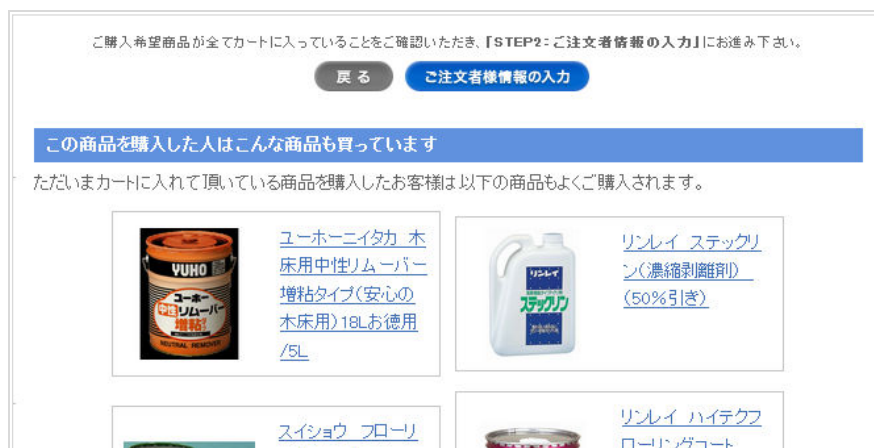 ご購入希望商品が全てカートに入っていることをご確認いただき、「STEP2:ご注文者情報の入力」にお進み下さい。
戻る
ご注文者様情報の入力
この商品を購入した人はこんな商品も買っています
ただいまカートに入れて頂いている商品を購入したお客様は以下の商品もよくご購入されます。
YUHO
ユーホー
中性リムーバー
増粘
NEUTRAL REMOVER
ユーホーニイタカ 木
床用中性リムーバー
増粘タイプ(安心の
木床用)18Lお徳用
/5L
リンレイ
ステックリン
リンレイ ステックリ
ン(濃縮剥離剤)
(50%引き)
スイショウ フローリ
リンレイ ハイテクフ
ローリングコート